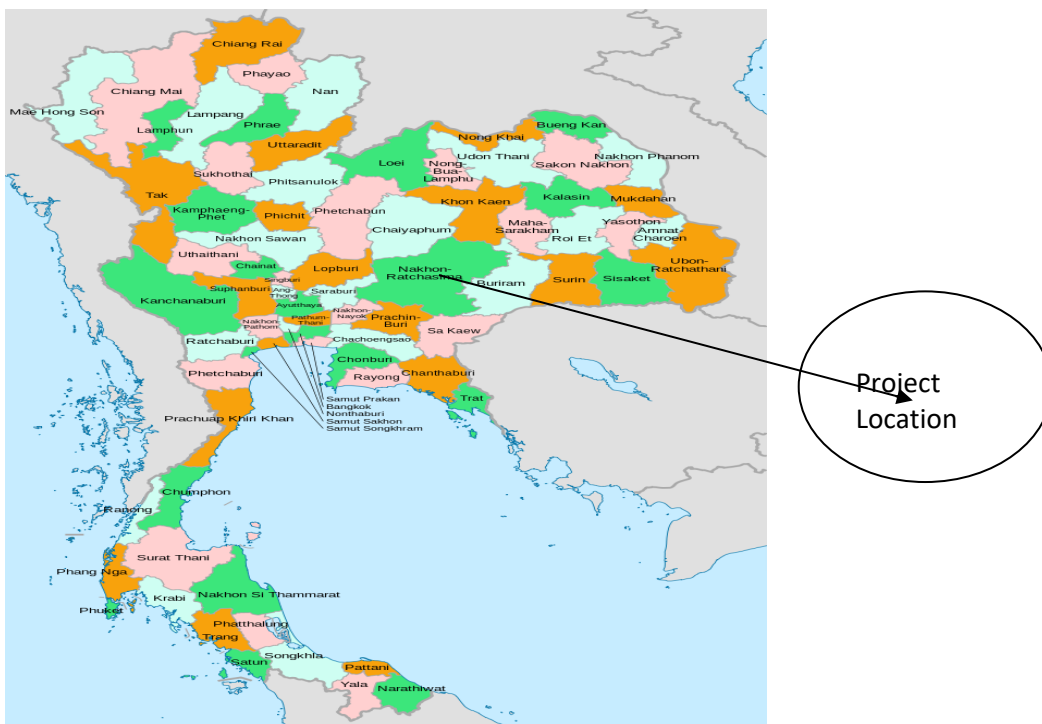 Chiang Rai
Phayao
Nan
Chiang Mai
Mae Hong Son
Lampang
Lamphun
Phrae
Uttaradit
Bueng Kan
Nong Khai
Loei
Udon Thani
Nong-
Bua-
Lamphu
Sakon Nakhon
Nakhon Phanom
Sukhothai
Phitsanulok
Tak
Kamphaeng-
Phet
Phichit
Phetchabun
Khon Kaen
Kalasin
Mukdahan
Chaiyaphum
Maha-
Sarakham
Roi Et
Yasothon
Amnat-
Charoen
Nakhon Sawan
Uthaithani
Chainat
Lopburi
Nakhon-
Ratchasima
Buriram
Surin
Sisaket
Ubon-
Ratchathani
Singburi
Suphanburi
Ang-
Thong
Saraburi
Kanchanaburi
Ayutthaya
Nakhon-
Nayok
Pathum-
Thani
Nakhon-
Pathom
Prachin-
Buri
Sa Kaew
Ratchaburi
Chachoengsao
Chonburi
Phetchaburi
Rayong
Chanthaburi
Trat
Samut Prakan
Bangkok
Nonthaburi
Samut Sakhon
Samut Songkhram
Prachuap Khiri Khan
Chumphon
Ranong
Surat Thani
Phang Nga
Krabi
Nakhon Si Thammarat
Phuket
Phatthalung
Trang
Songkhla
Satun
Pattani
Yala
Narathiwat
Project
Location